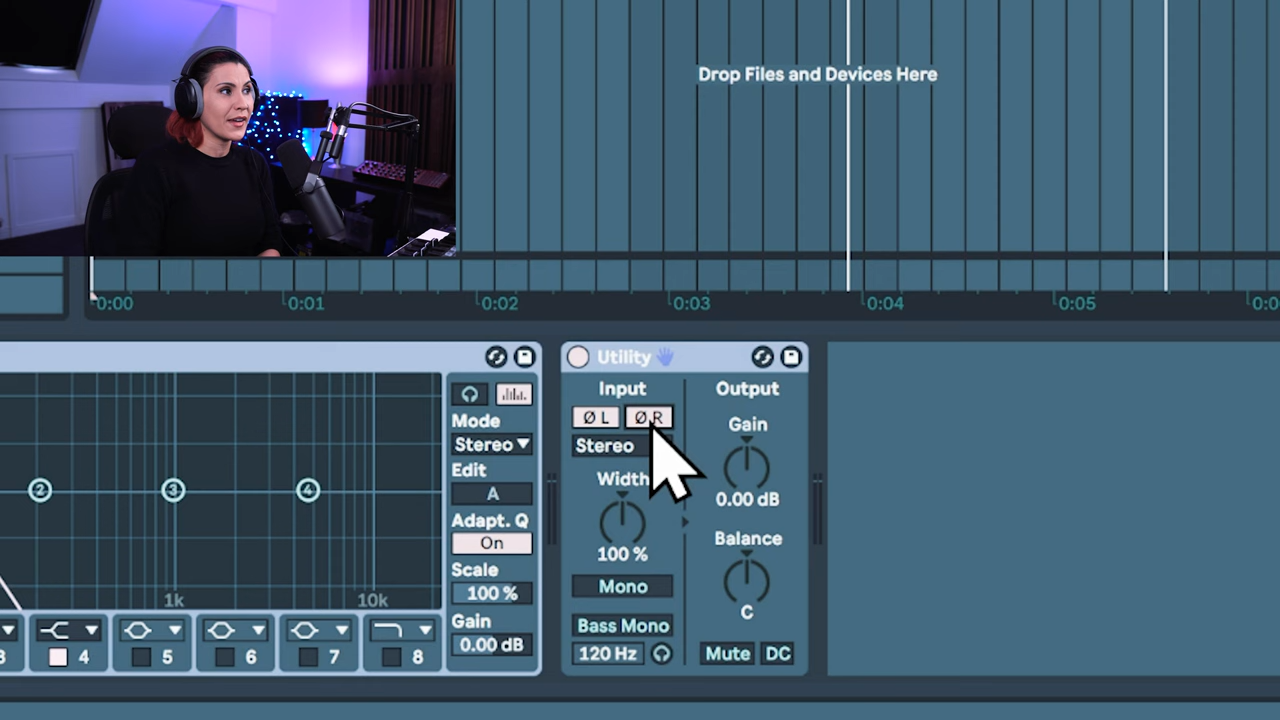 Drop Files and Devices Here
0:00 0:01 0:02 0:03 0:04 0:05
Utility
Input
Output
Ø L Ø R
Mode
Stereo
Stereo
Gain
0.00 dB
Edit
A
Width
100 %
Adapt. Q
On
Balance
C
Scale
100 %
Mono
Gain
0.00 dB
Bass Mono
120 Hz
Mute DC
2 3 4
1k 10k
4 5 6 7 8